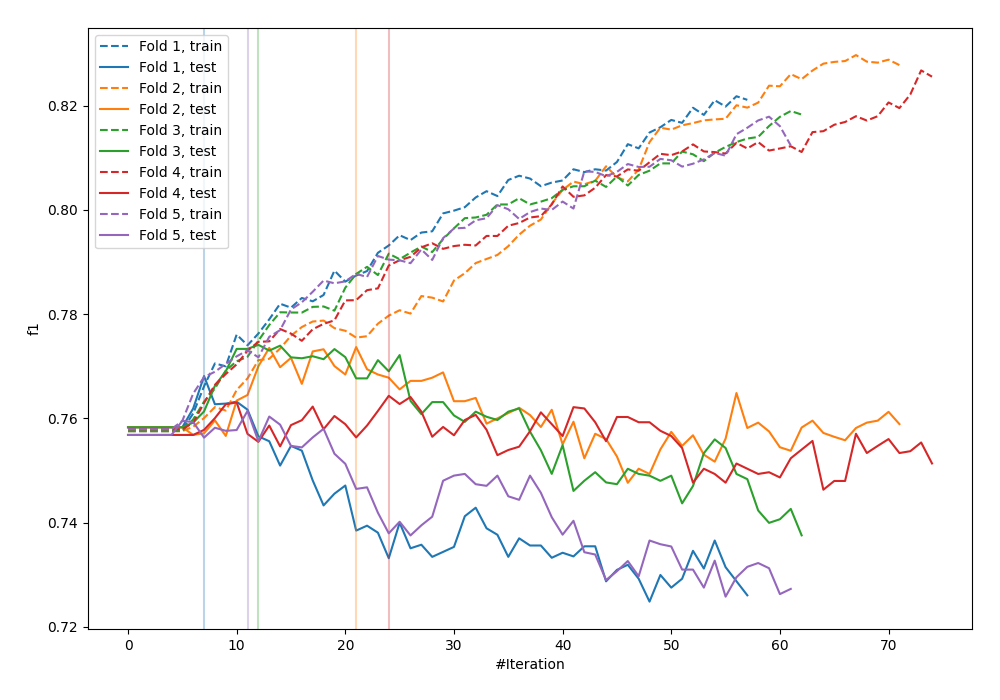 Fold 1, train
Fold 1, test
Fold 2, train
Fold 2, test
Fold 3, train
Fold 3, test
Fold 4, train
Fold 4, test
Fold 5, train
Fold 5, test
0.82
0.80
0.78
0.76
0.74
0.72
f1
0 10 20 30 40 50 60 70
#Iteration